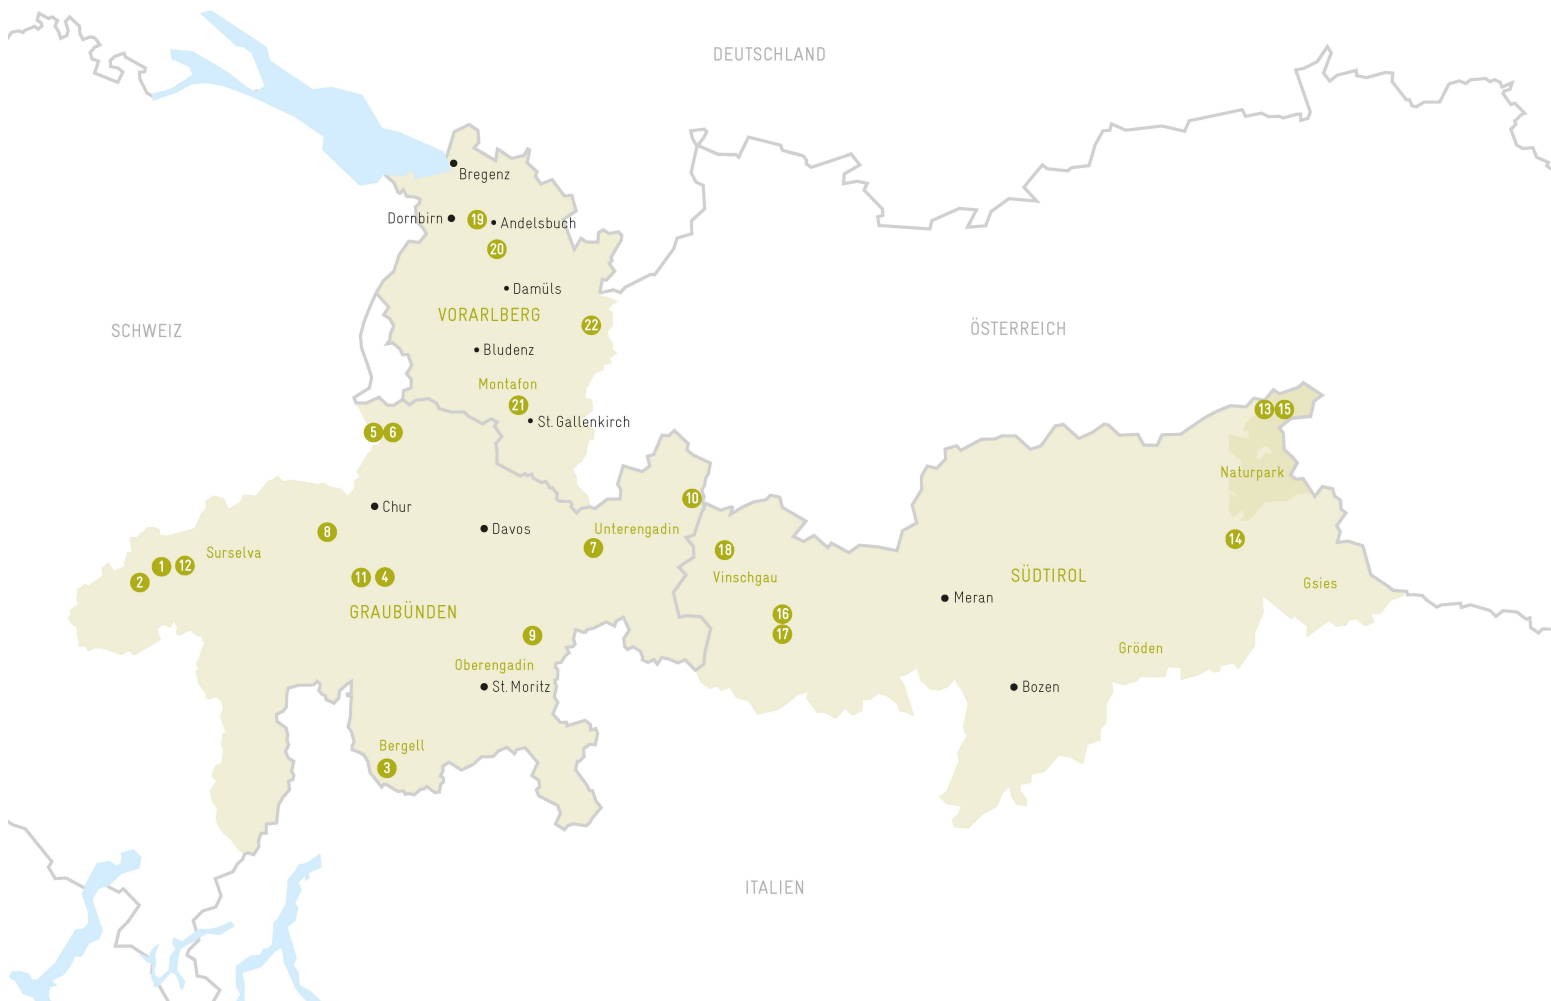 DEUTSCHLAND
Bregenz
Dornbirn
19
Andelsbuch
20
Damüls
VORARLBERG
22
SCHWEIZ
ÖSTERREICH
Bludenz
Montafon
21
St. Gallenkirch
13
15
5
6
Naturpark
10
Chur
8
Davos
Unterengadin
7
14
Surselva
18
1
12
2
11
4
Vinschgau
SÜDTIROL
Gsies
Meran
GRAUBÜNDEN
16
9
17
Gröden
Oberengadin
St. Moritz
Bozen
Bergell
3
ITALIEN